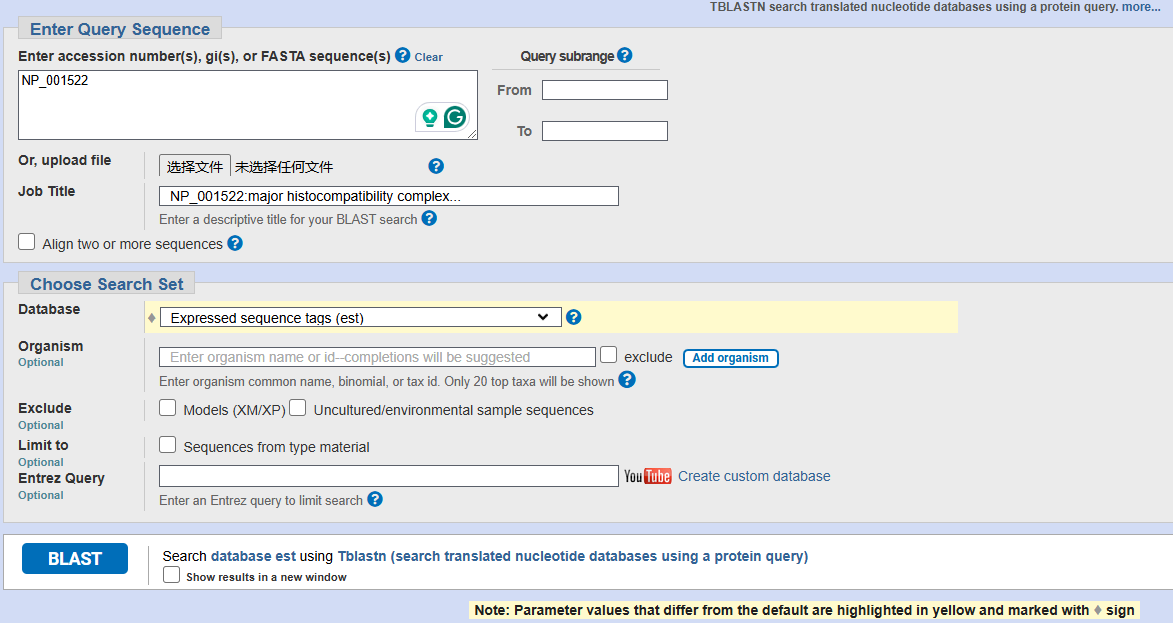 TBLASTN search translated nucleotide databases using a protein query. more...
Enter Query Sequence
Enter accession number(s), gi(s), or FASTA sequence(s) ? Clear
Query subrange ?
NP_001522
From
To
Or, upload file
选择文件 未选择任何文件 ?
Job Title
NP_001522:major histocompatibility complex...
Enter a descriptive title for your BLAST search ?
Align two or more sequences ?
Choose Search Set
Database
Expressed sequence tags (est) ?
Organism
Optional
Enter organism name or id--completions will be suggested
exclude
Add organism
Enter organism common name, binomial, or tax id. Only 20 top taxa will be shown ?
Exclude
Optional
Models (XM/XP) Uncultured/environmental sample sequences
Limit to
Optional
Sequences from type material
Entrez Query
Optional
YouTube Create custom database
Enter an Entrez query to limit search ?
BLAST
Search database est using Tblastn (search translated nucleotide databases using a protein query)
Show results in a new window
Note: Parameter values that differ from the default are highlighted in yellow and marked with ♦ sign